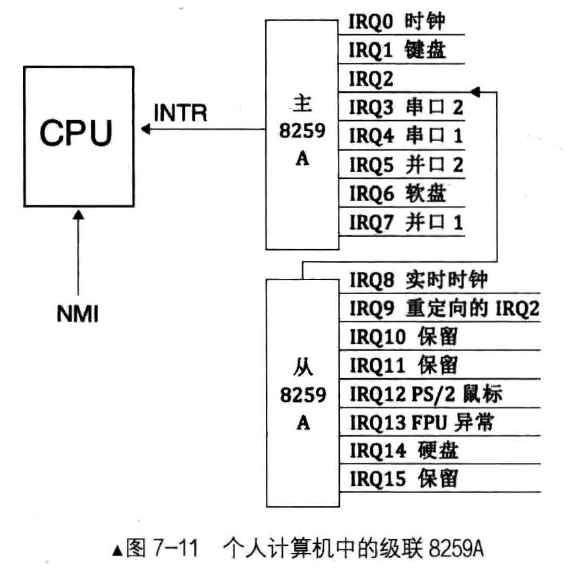 CPU
INTR
NMI
主
8259
A
IRQ0 时钟
IRQ1 键盘
IRQ2
IRQ3 串口 2
IRQ4 串口 1
IRQ5 并口 2
IRQ6 软盘
IRQ7 并口 1
从
8259
A
IRQ8 实时时钟
IRQ9 重定向的 IRQ2
IRQ10 保留
IRQ11 保留
IRQ12 PS/2 鼠标
IRQ13 FPU 异常
IRQ14 硬盘
IRQ15 保留
▲图 7-11 个人计算机中的级联 8259A